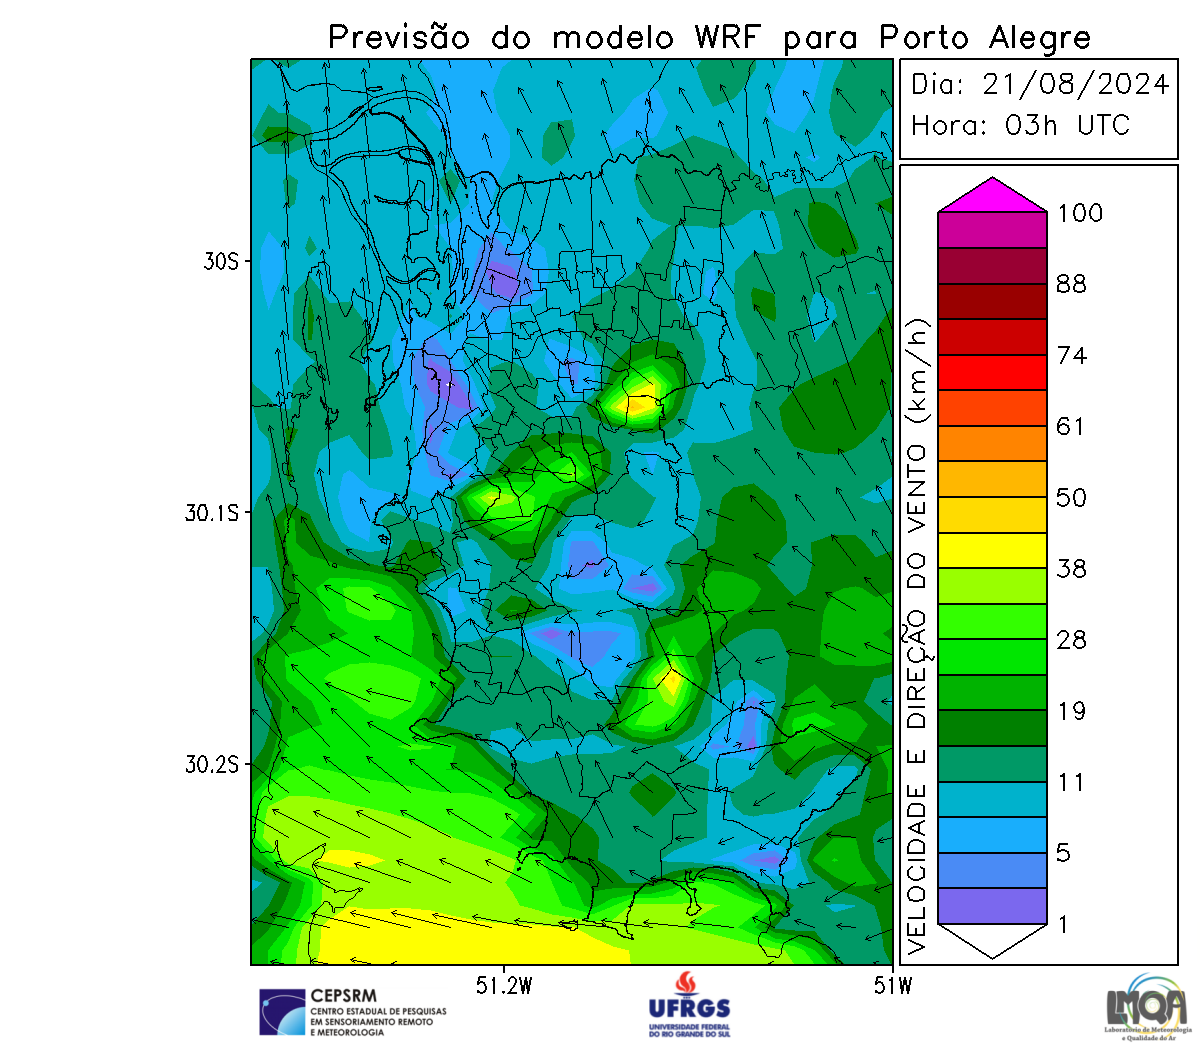 Previsão do modelo WRF para Porto Alegre
Dia: 21/08/2024
Hora: 03h UTC
30S
30.1S
30.2S
51.2W
51W
VELOCIDADE E DIREÇÃO DO VENTO (km/h)
100
88
74
61
50
38
28
19
11
5
1
CEPSRM
CENTRO ESTADUAL DE PESQUISAS
EM SENSORIAMENTO REMOTO
E METEOROLOGIA
UFRGS
UNIVERSIDADE FEDERAL
DO RIO GRANDE DO SUL
LMQA
Laboratório de Meteorologia
e Qualidade do Ar